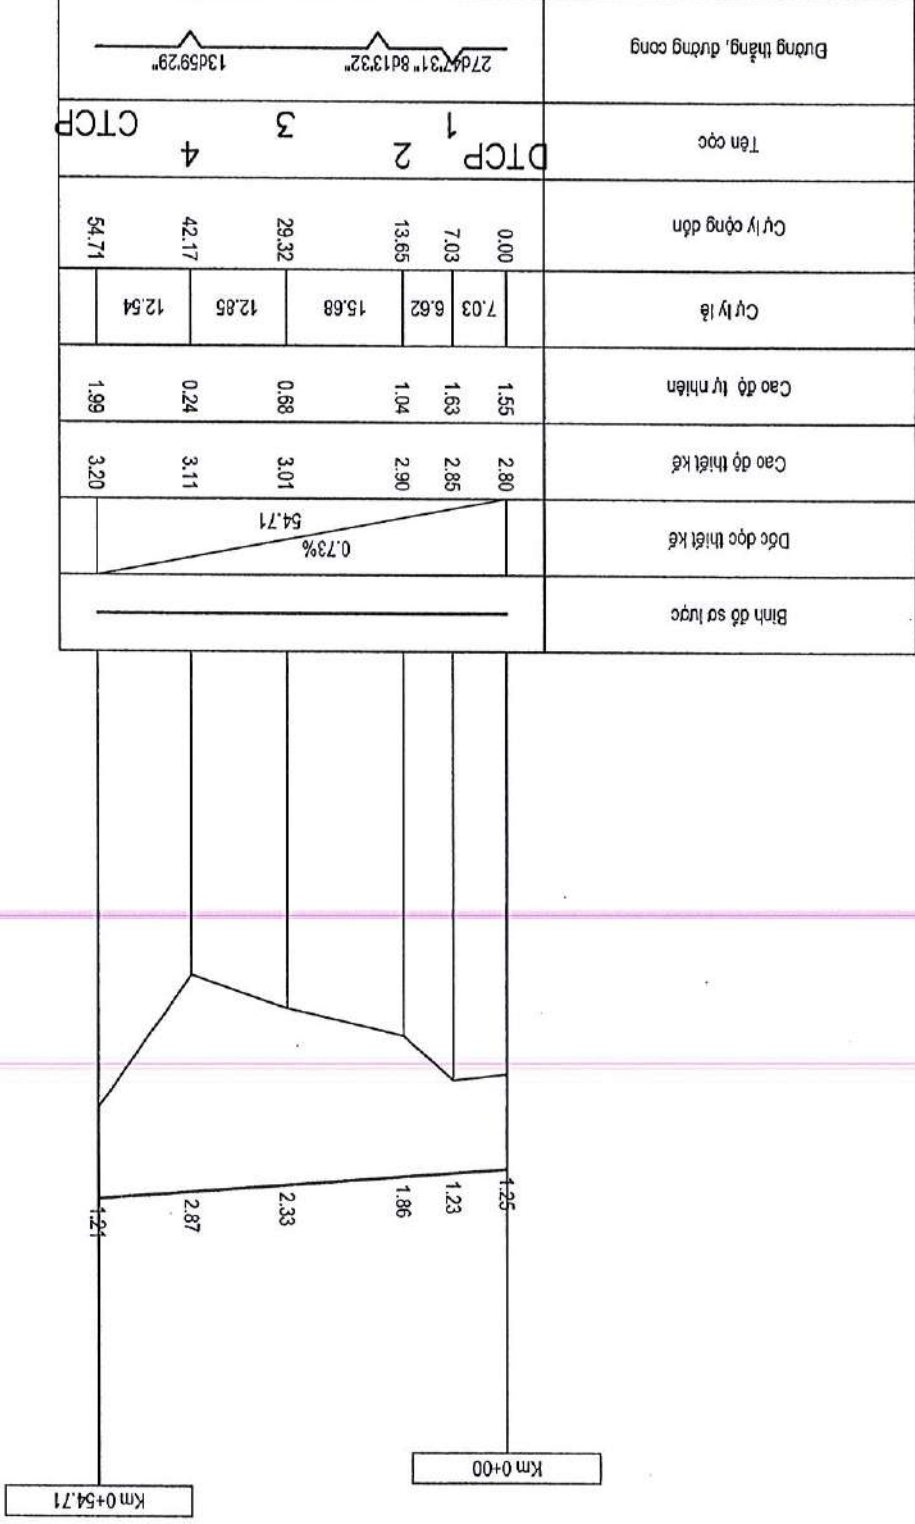 Km 0+54.71
Km 0+00
1.25 1.23 1.86 2.33 2.87 1.21
Bình đồ sơ lược
Dốc dọc thiết kế 0.73% 54.71
Cao độ thiết kế 2.80 2.85 2.90 3.01 3.11 3.20
Cao độ tự nhiên 1.55 1.63 1.04 0.68 0.24 1.99
Cự ly lẻ 7.03 6.62 15.68 12.85 12.54
Cự ly cộng dồn 0.00 7.03 13.65 29.32 42.17 54.71
Tên cọc DTCP 1 2 3 4 CTCP
Đường thẳng, đường cong 27d47'31" 8d13'32" 13d59'29"